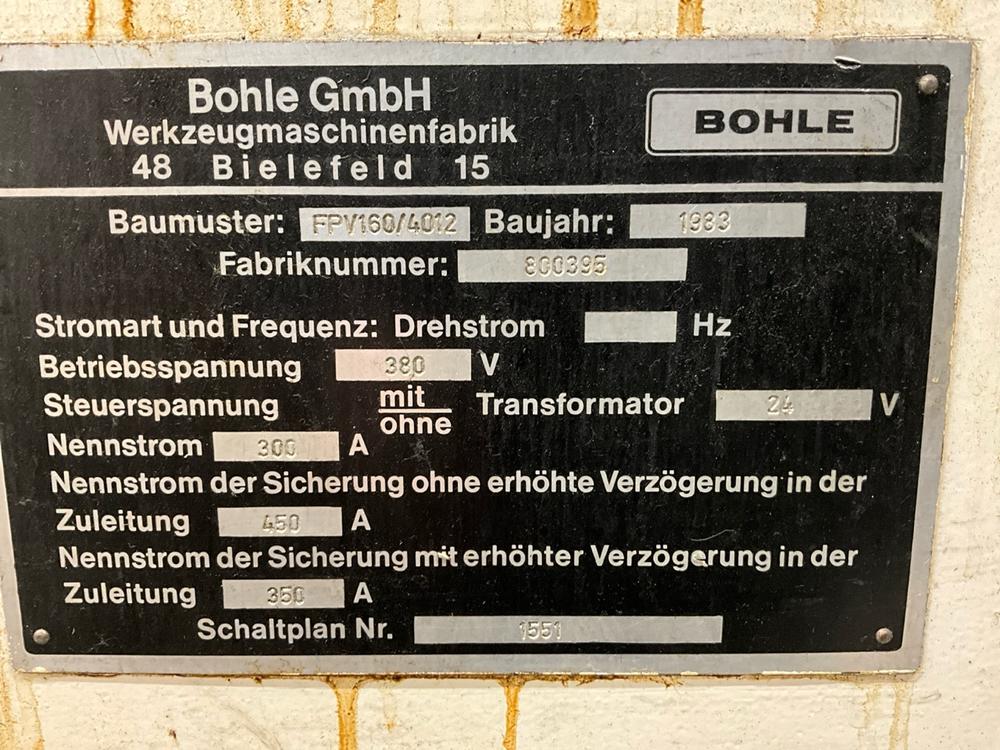 Bohle GmbH
Werkzeugmaschinenfabrik
48 Bielefeld 15
BOHLE
Baumuster: FPV160/4012 Baujahr: 1983
Fabriknummer: 800395
Stromart und Frequenz: Drehstrom Hz
Betriebsspannung 380 V
Steuerspannung mit/ohne Transformator 24 V
Nennstrom 300 A
Nennstrom der Sicherung ohne erhöhte Verzögerung in der
Zuleitung 450 A
Nennstrom der Sicherung mit erhöhter Verzögerung in der
Zuleitung 350 A
Schaltplan Nr. 1551